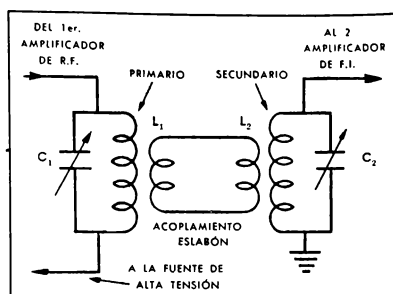 DEL 1er.
AMPLIFICADOR
DE R.F.
AL 2
AMPLIFICADOR
DE F.I.
PRIMARIO
SECUNDARIO
L₁
L₂
C₁
C₂
ACOPLAMIENTO
ESLABÓN
A LA FUENTE DE
ALTA TENSIÓN